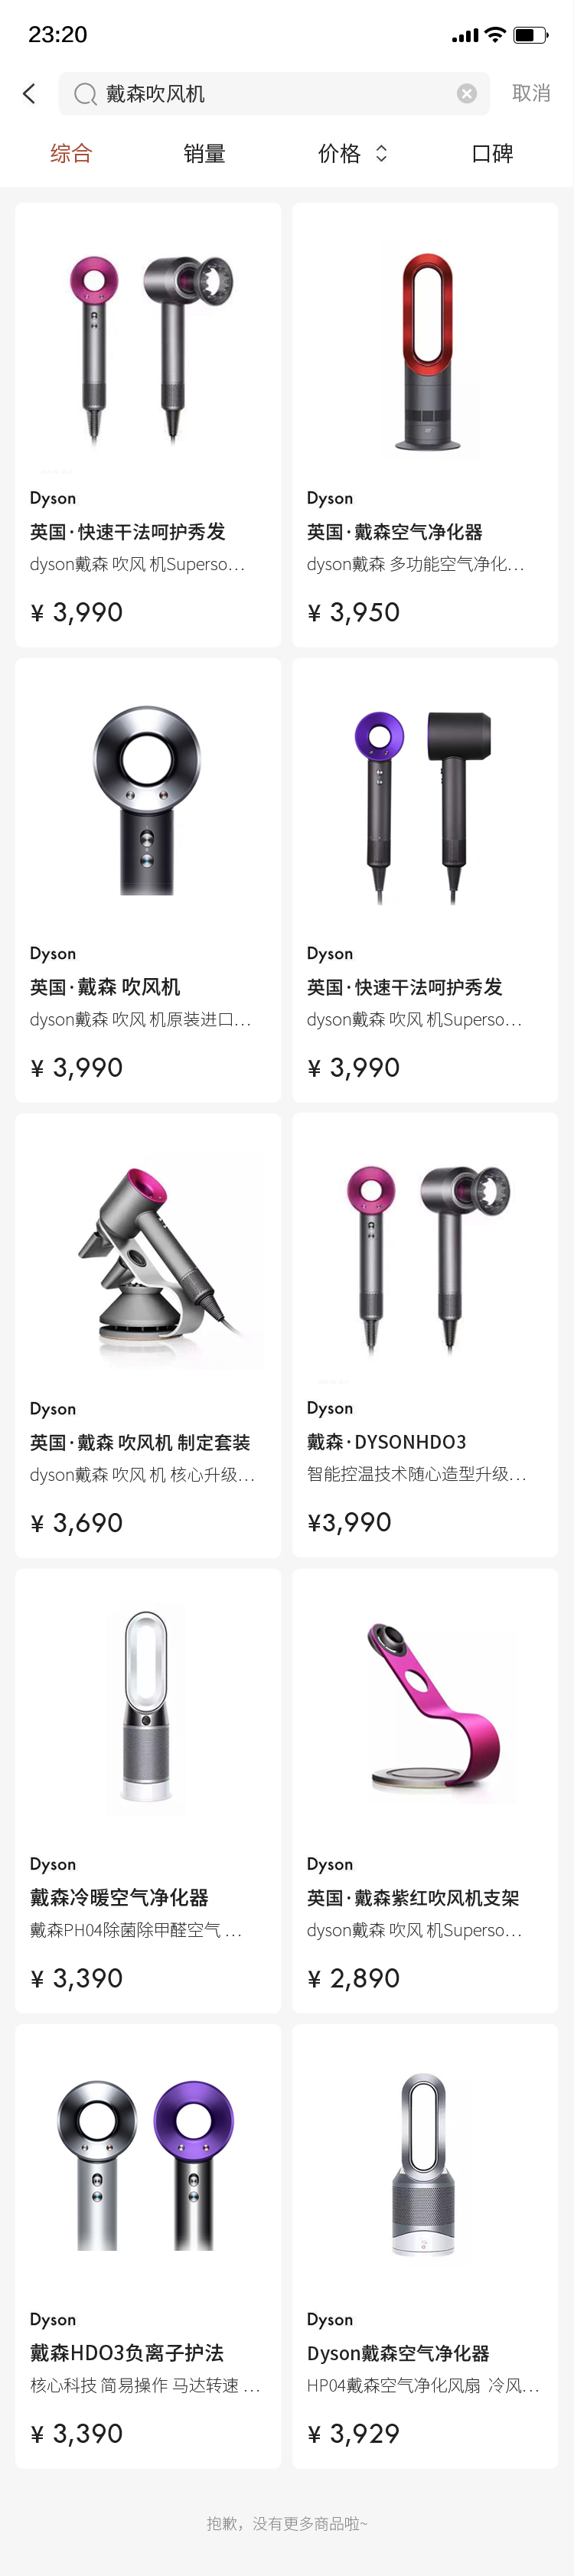 23:20
戴森吹风机
取消
综合
销量
价格
口碑
Dyson
英国·快速干法呵护秀发
dyson戴森 吹风 机Superso...
¥ 3,990
Dyson
英国·戴森空气净化器
dyson戴森 多功能空气净化...
¥ 3,950
Dyson
英国·戴森 吹风机
dyson戴森 吹风 机原装进口...
¥ 3,990
Dyson
英国·快速干法呵护秀发
dyson戴森 吹风 机Superso...
¥ 3,990
Dyson
英国·戴森 吹风机 制定套装
dyson戴森 吹风 机 核心升级...
¥ 3,690
Dyson
戴森·DYSONHDO3
智能控温技术随心造型升级...
¥3,990
Dyson
戴森冷暖空气净化器
戴森PH04除菌除甲醛空气 ...
¥ 3,390
Dyson
英国·戴森紫红吹风机支架
dyson戴森 吹风 机Superso...
¥ 2,890
Dyson
戴森HDO3负离子护法
核心科技 简易操作 马达转速 ...
¥ 3,390
Dyson
Dyson戴森空气净化器
HP04戴森空气净化风扇 冷风...
¥ 3,929
抱歉，没有更多商品啦~